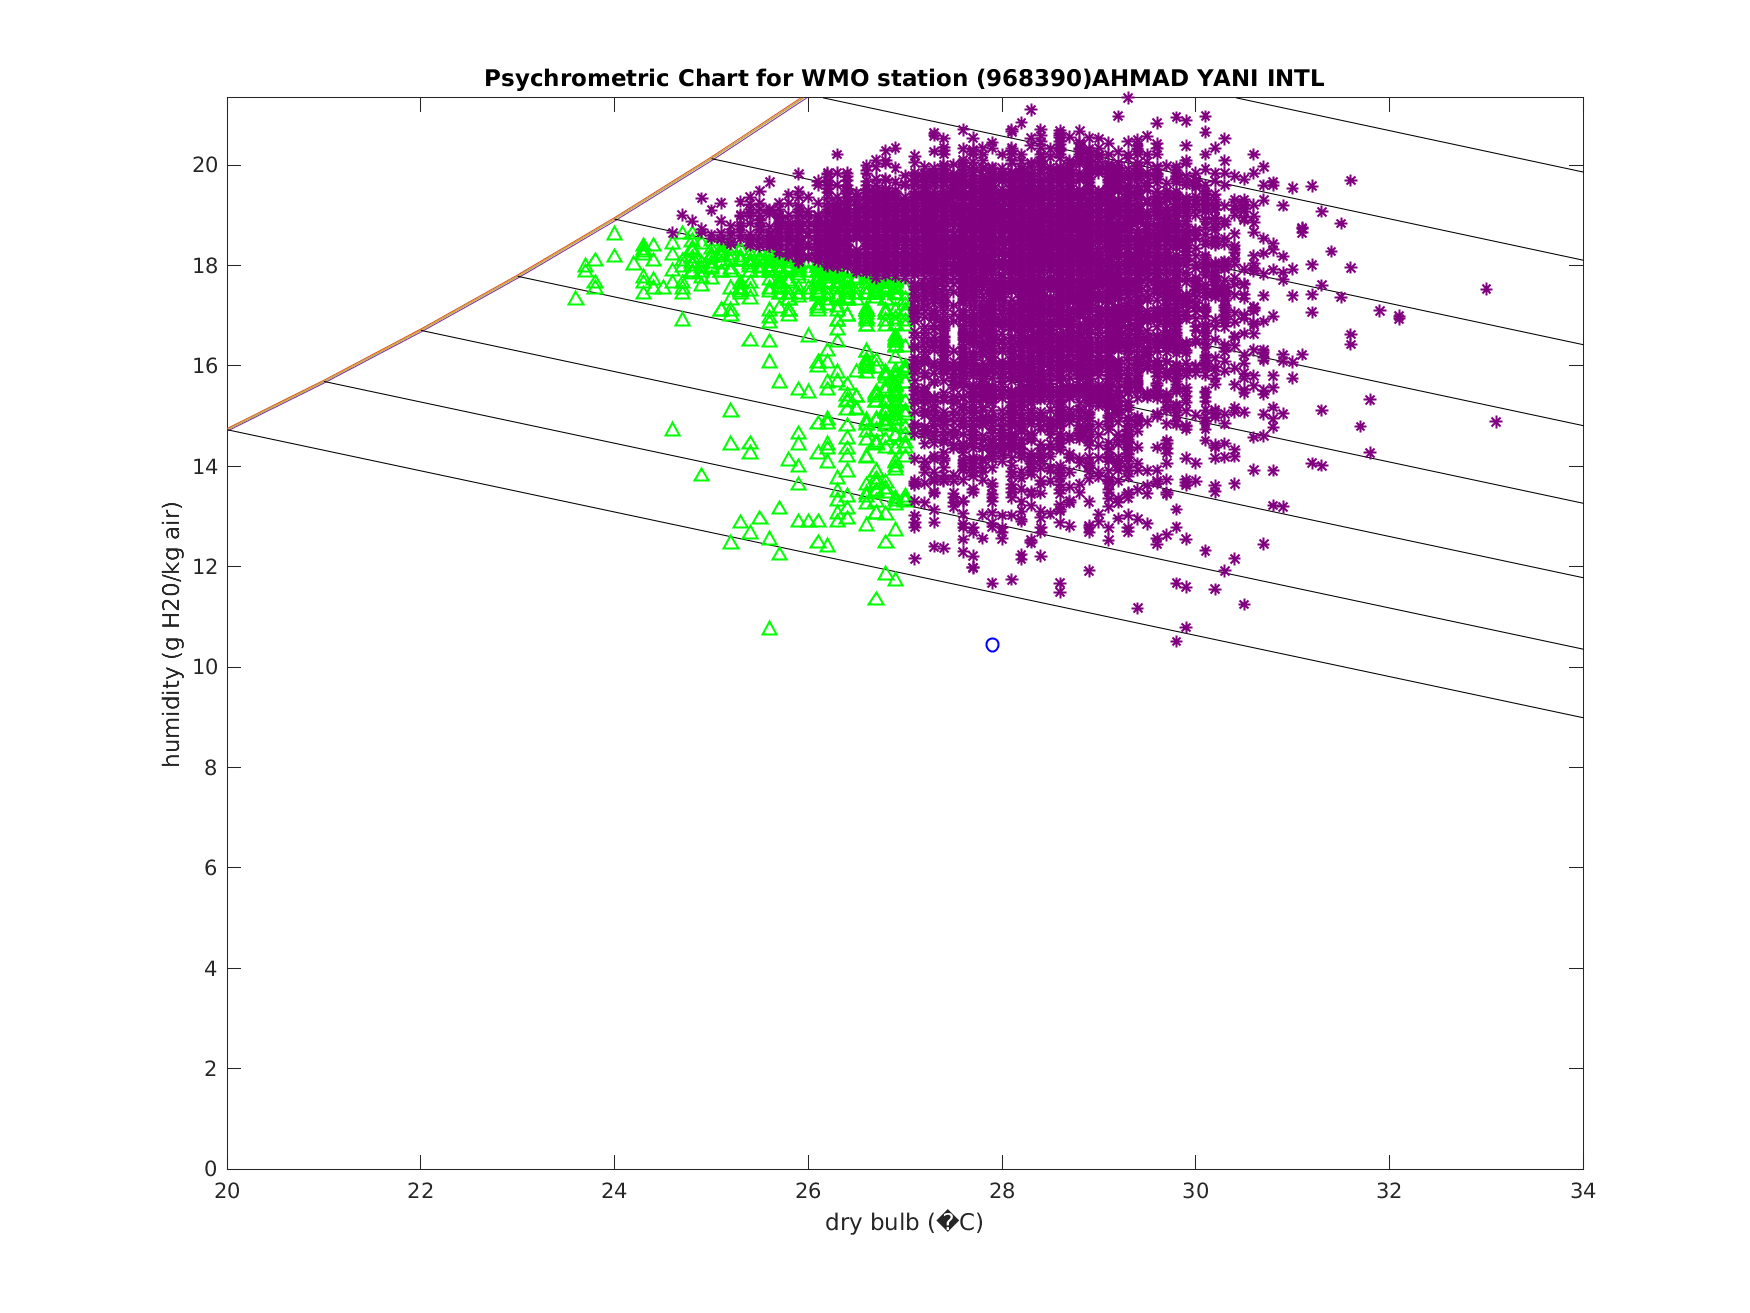 Psychrometric Chart for WMO station (968390)AHMAD YANI INTL
humidity (g H20/kg air)
20
18
16
14
12
10
8
6
4
2
0
20 22 24 26 28 30 32 34
dry bulb (�C)